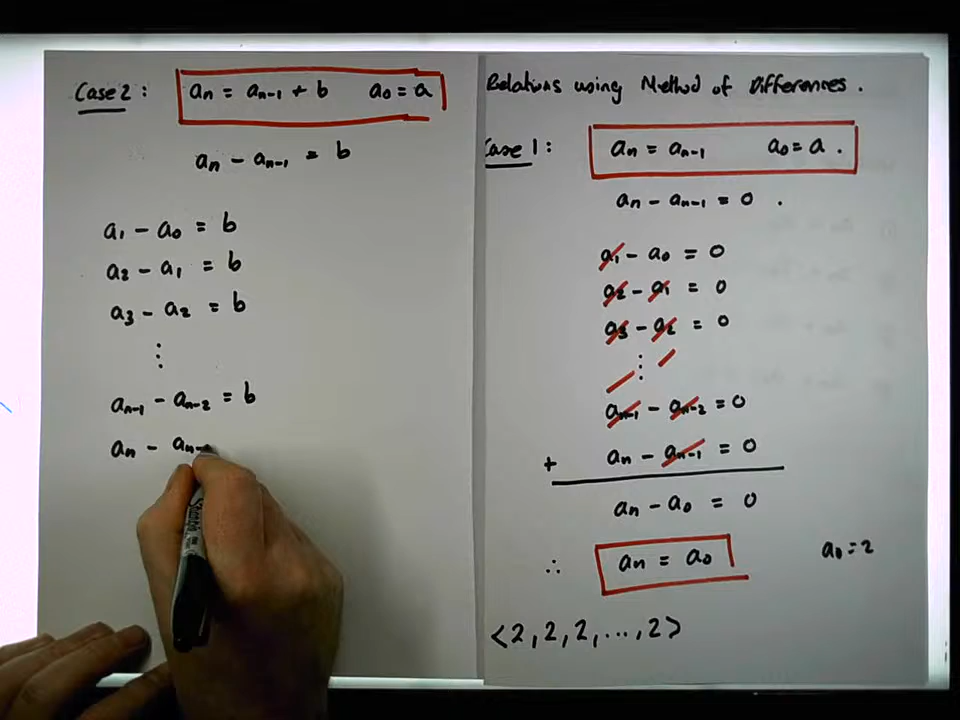 Case 2 : aₙ = aₙ₋₁ + b a₀ = a
aₙ - aₙ₋₁ = b
a₁ - a₀ = b
a₂ - a₁ = b
a₃ - a₂ = b
⋮
aₙ₋₁ - aₙ₋₂ = b
aₙ - aₙ₋
Relations using Method of Differences .
Case 1 : aₙ = aₙ₋₁ a₀ = a .
aₙ - aₙ₋₁ = 0 .
a₁ - a₀ = 0
a₂ - a₁ = 0
a₃ - a₂ = 0
⋮
aₙ₋₁ - aₙ₋₂ = 0
+ aₙ - aₙ₋₁ = 0
aₙ - a₀ = 0
∴ aₙ = a₀ a₀ = 2
<2, 2, 2, ..., 2>
Sharpie